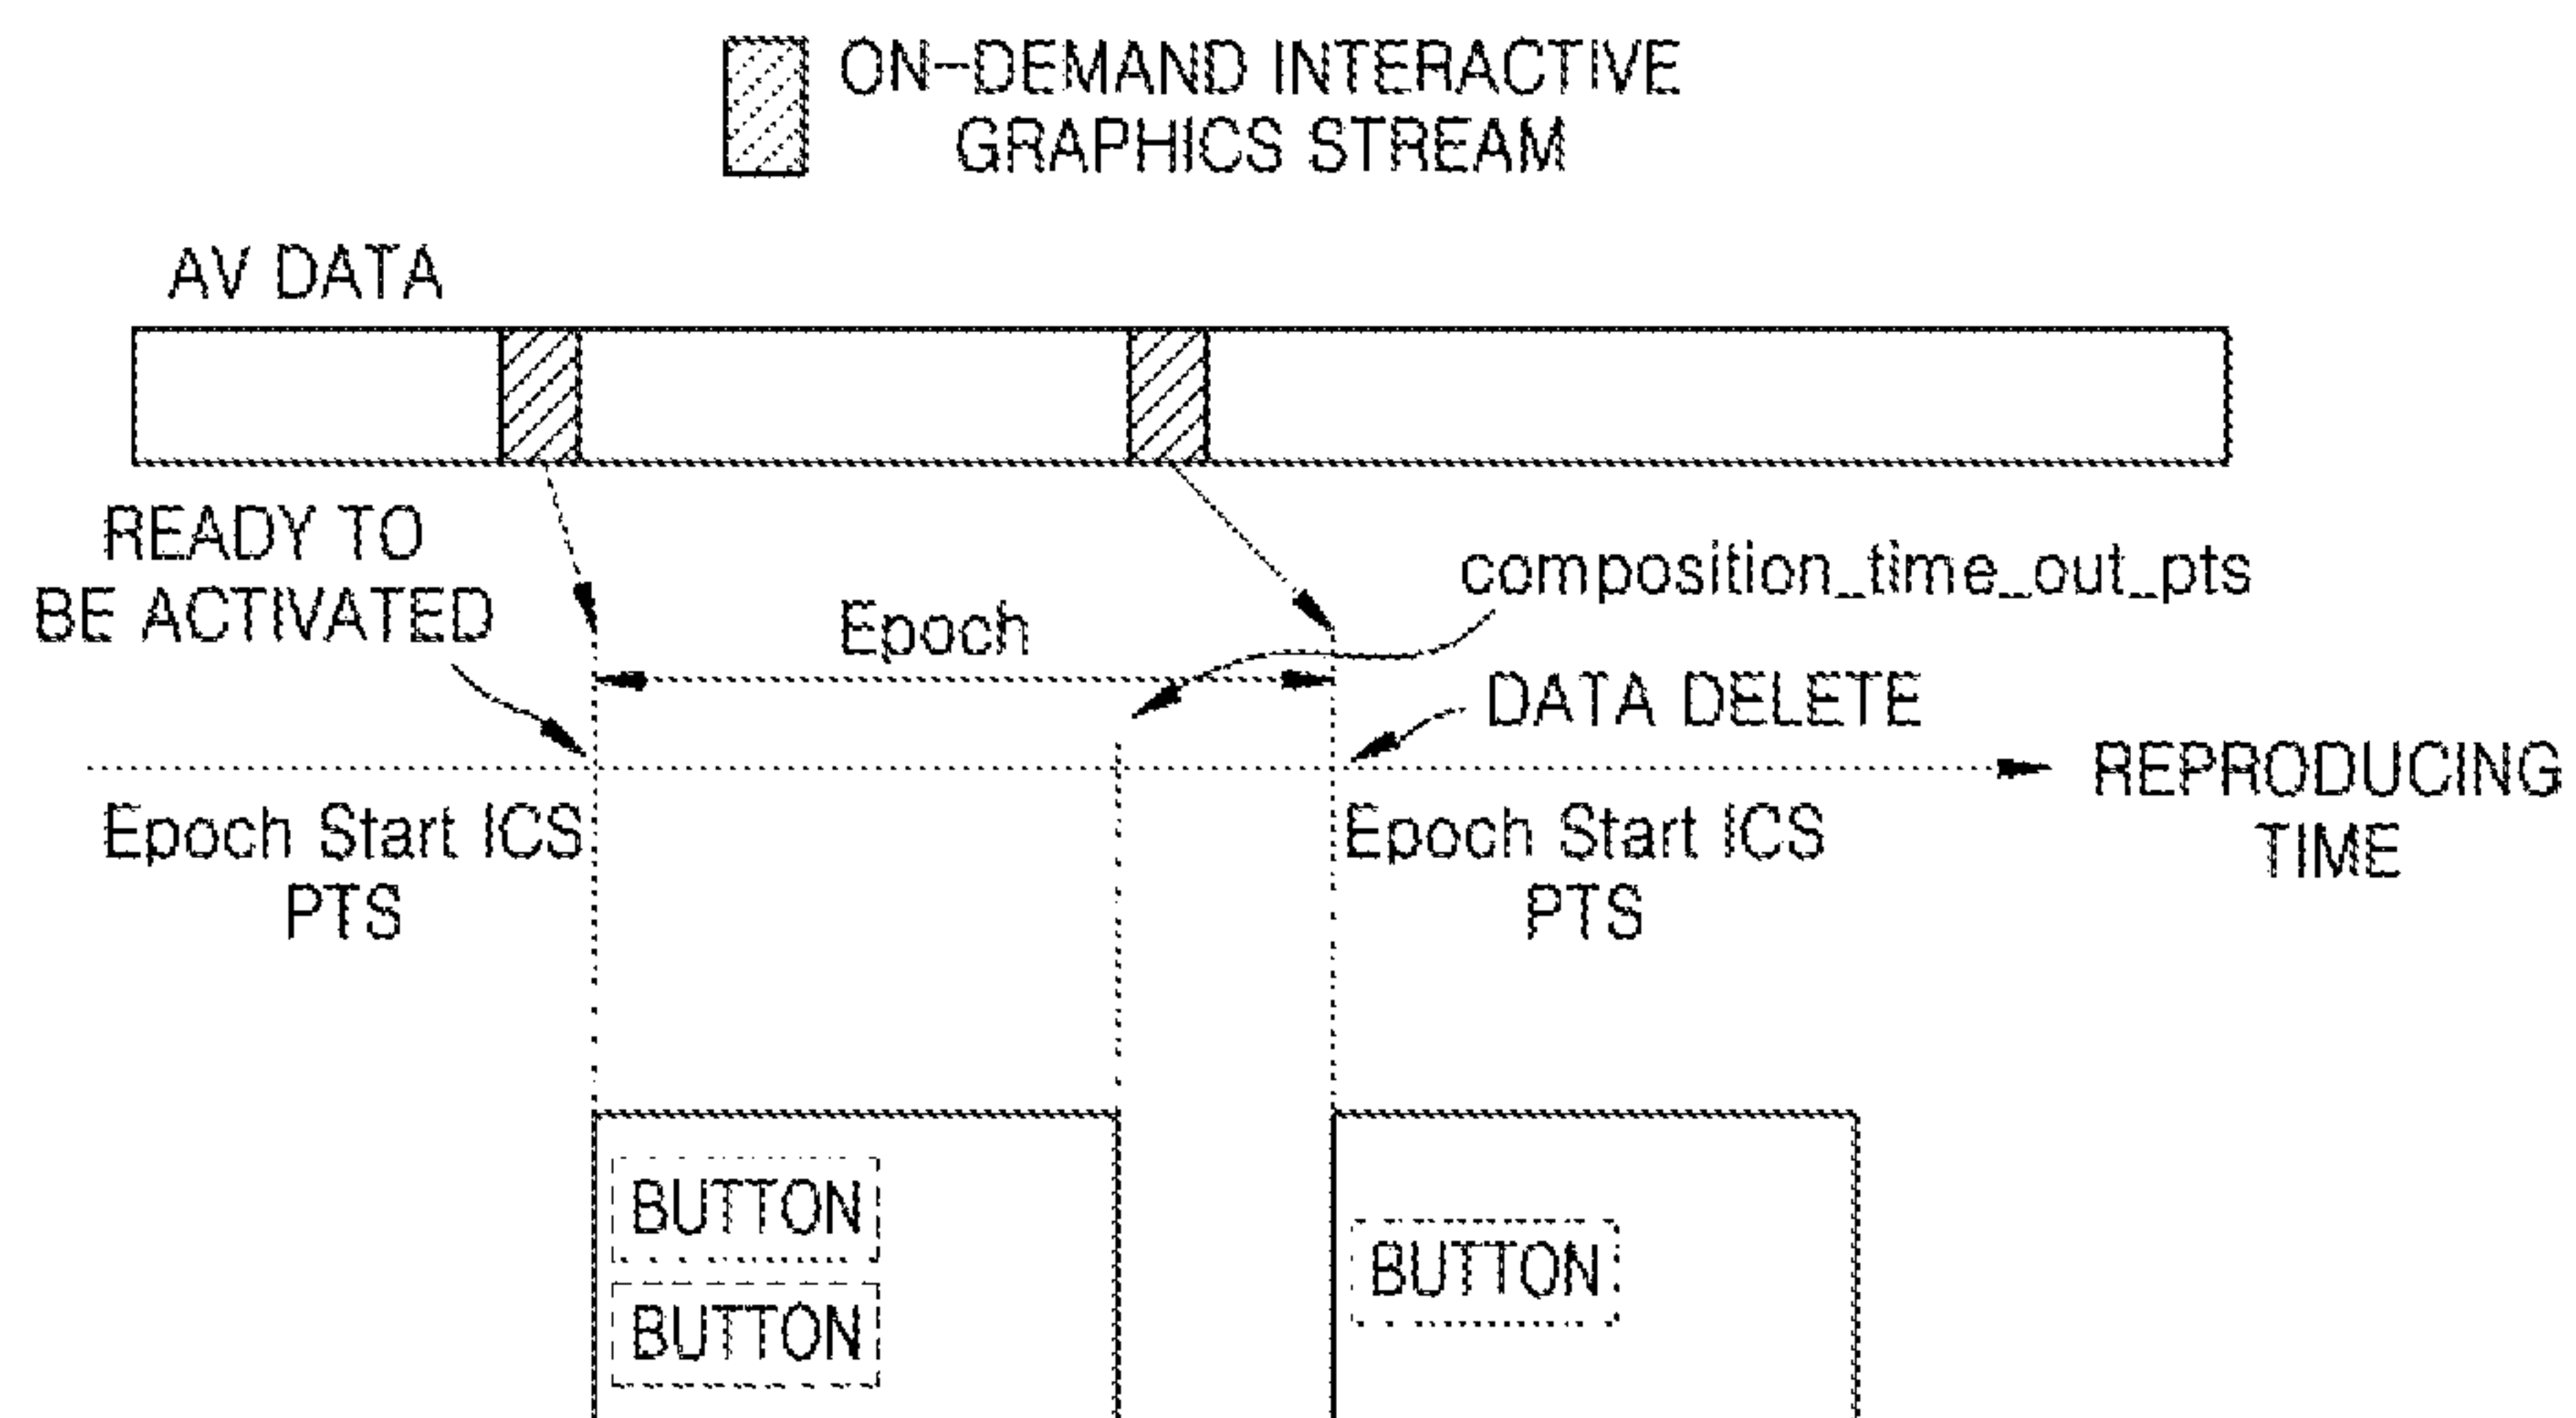 ON-DEMAND INTERACTIVE
GRAPHICS STREAM
AV DATA
READY TO
BE ACTIVATED
composition_time_out_pts
Epoch
DATA DELETE
REPRODUCING
TIME
Epoch Start ICS
PTS
Epoch Start ICS
PTS
BUTTON
BUTTON
BUTTON